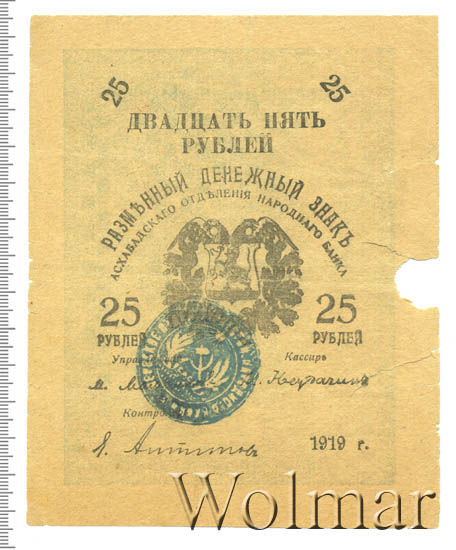 25 25
ДВАДЦАТЬ ПЯТЬ
РУБЛЕЙ
РАЗМѢННЫЙ ДЕНЕЖНЫЙ ЗНАКЪ
АСХАБАДСКАГО ОТДѢЛЕНІЯ НАРОДНАГО БАНКА
25 25
РУБЛЕЙ РУБЛЕЙ
Кассиръ
1919 г.
Wolmar